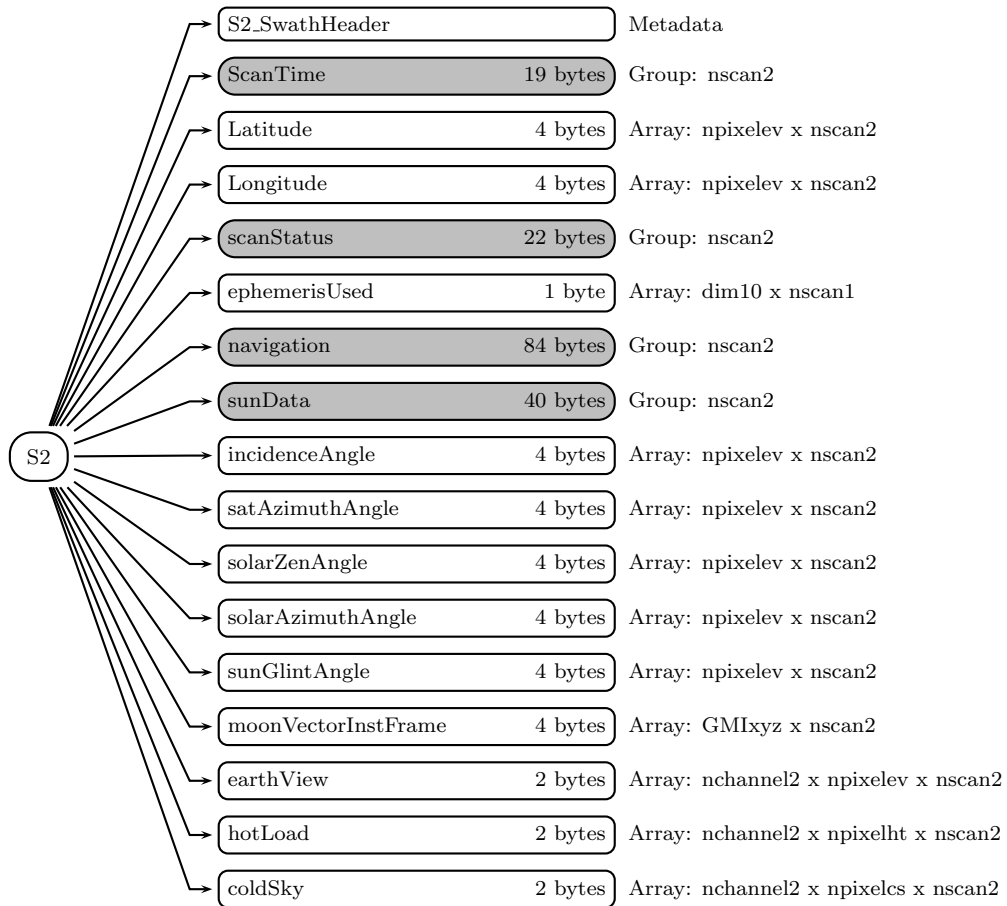 S2_SwathHeader Metadata
ScanTime 19 bytes Group: nscan2
Latitude 4 bytes Array: npixelev x nscan2
Longitude 4 bytes Array: npixelev x nscan2
scanStatus 22 bytes Group: nscan2
ephemerisUsed 1 byte Array: dim10 x nscan1
navigation 84 bytes Group: nscan2
sunData 40 bytes Group: nscan2
S2
incidenceAngle 4 bytes Array: npixelev x nscan2
satAzimuthAngle 4 bytes Array: npixelev x nscan2
solarZenAngle 4 bytes Array: npixelev x nscan2
solarAzimuthAngle 4 bytes Array: npixelev x nscan2
sunGlintAngle 4 bytes Array: npixelev x nscan2
moonVectorInstFrame 4 bytes Array: GMIxyz x nscan2
earthView 2 bytes Array: nchannel2 x npixelev x nscan2
hotLoad 2 bytes Array: nchannel2 x npixelht x nscan2
coldSky 2 bytes Array: nchannel2 x npixelcs x nscan2